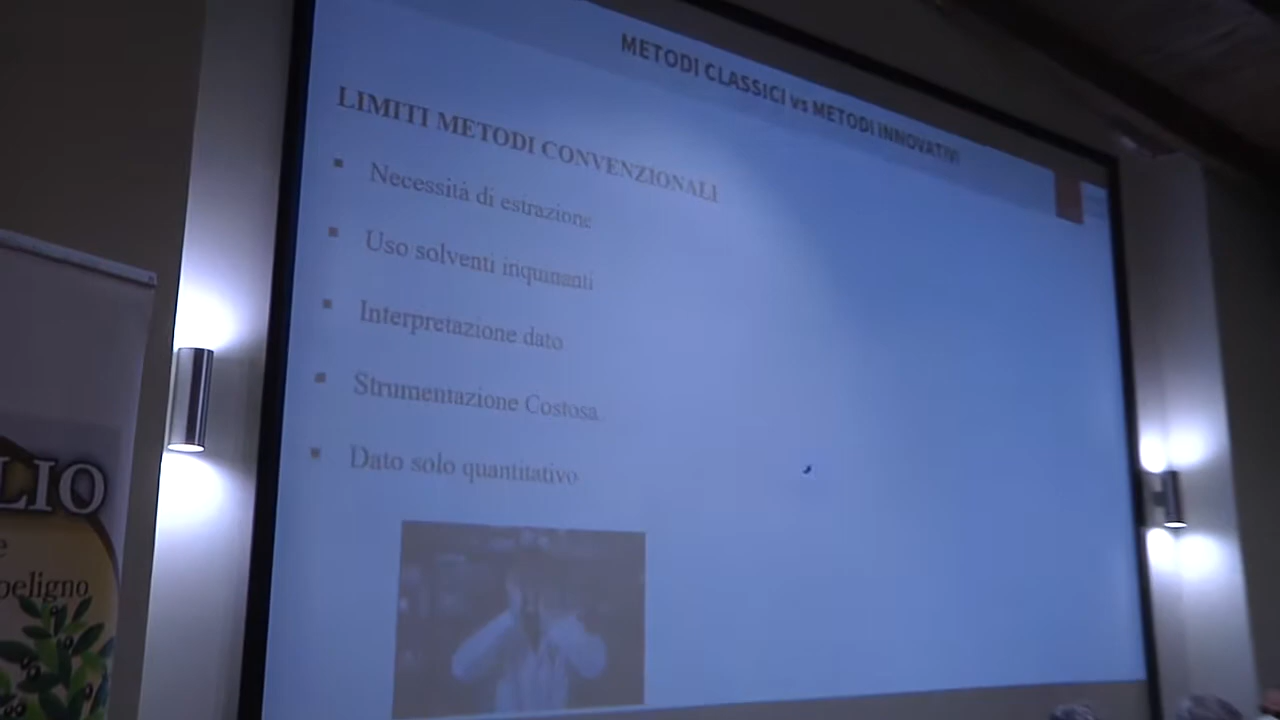 METODI CLASSICI vs METODI INNOVATIVI
LIMITI METODI CONVENZIONALI
▪ Necessità di estrazione
▪ Uso solventi inquinanti
▪ Interpretazione dato
▪ Strumentazione Costosa
▪ Dato solo quantitativo
LIO
e
peligno